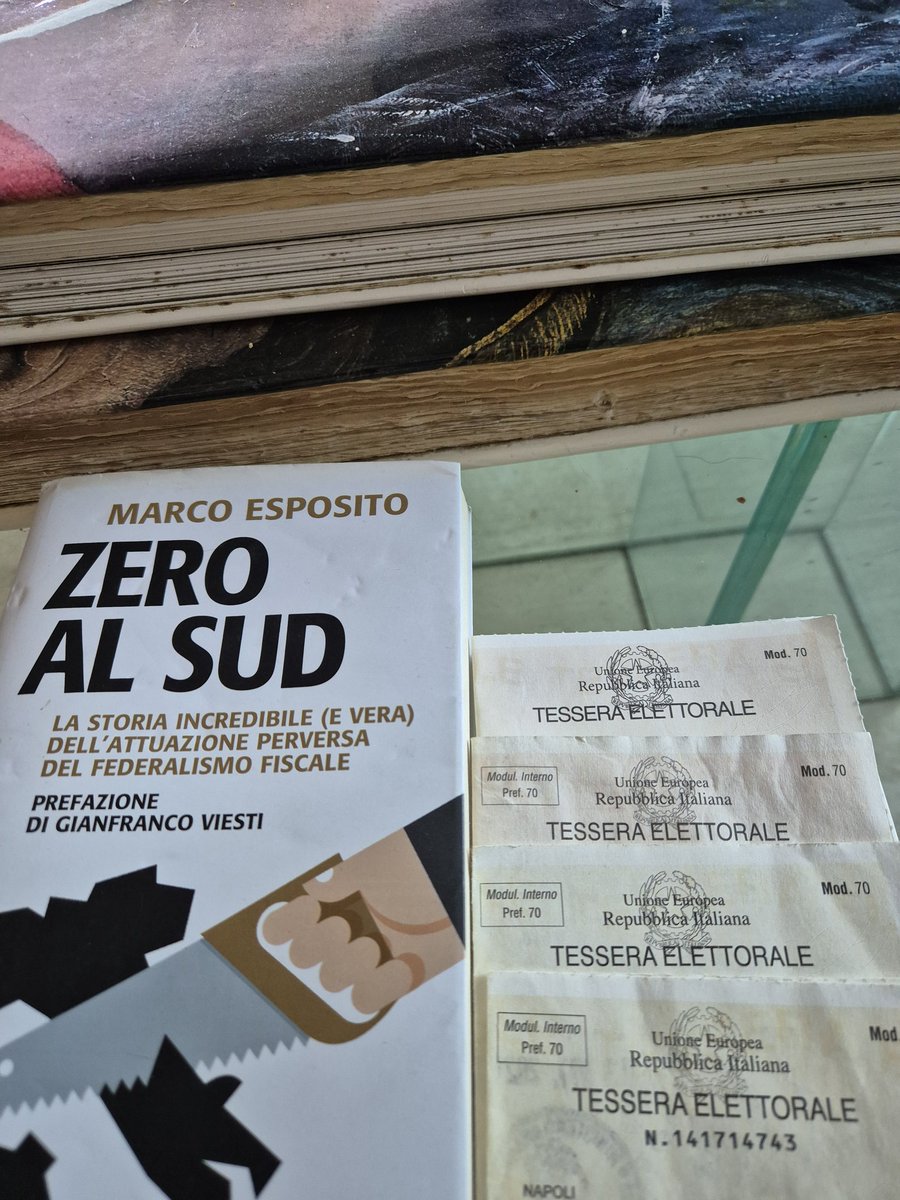 MARCO ESPOSITO
ZERO
AL SUD
LA STORIA INCREDIBILE (E VERA)
DELL'ATTUAZIONE PERVERSA
DEL FEDERALISMO FISCALE
PREFAZIONE
DI GIANFRANCO VIESTI
Mod. 70
Unione Europea
Repubblica Italiana
TESSERA ELETTORALE
Modul. Interno
Pref. 70
Mod. 70
Unione Europea
Repubblica Italiana
TESSERA ELETTORALE
Modul. Interno
Pref. 70
Mod. 70
Unione Europea
Repubblica Italiana
TESSERA ELETTORALE
Modul. Interno
Pref. 70
Mod
Unione Europea
Repubblica Italiana
TESSERA ELETTORALE
N.141714743
NAPOLI